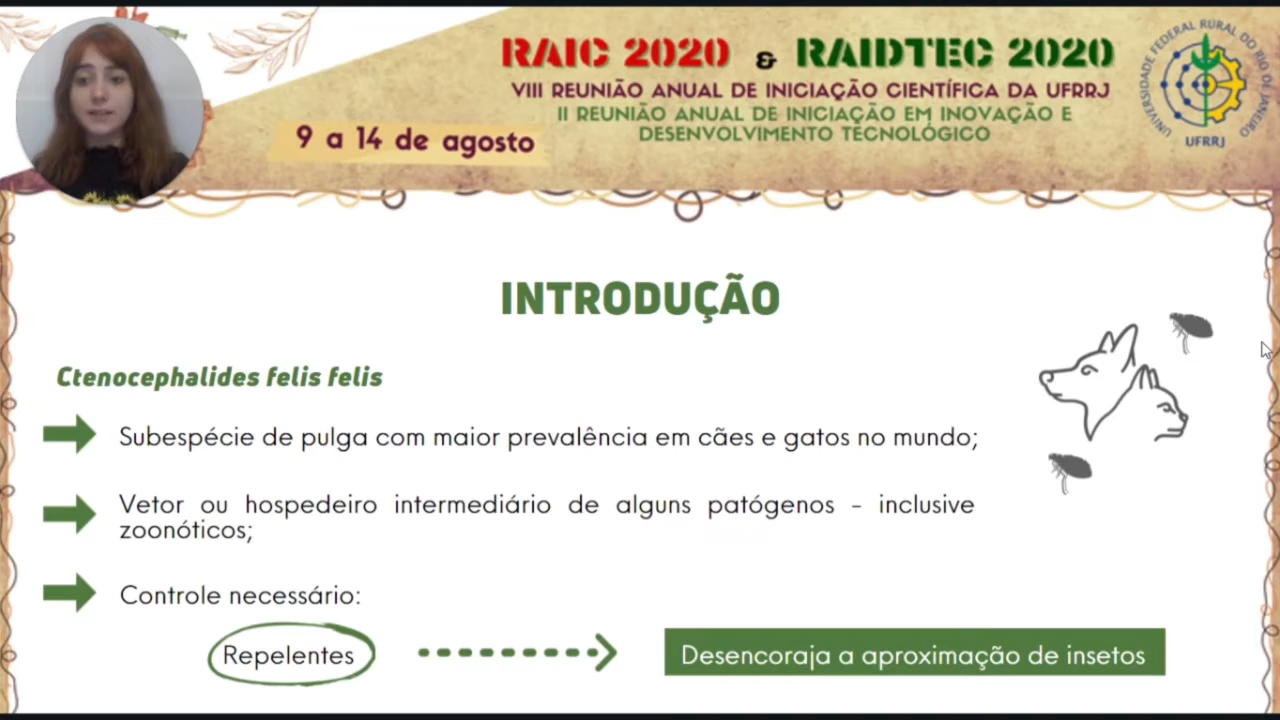 RAIC 2020 & RAIDTEC 2020
VIII REUNIÃO ANUAL DE INICIAÇÃO CIENTÍFICA DA UFRRJ
II REUNIÃO ANUAL DE INICIAÇÃO EM INOVAÇÃO E
DESENVOLVIMENTO TECNOLÓGICO
9 a 14 de agosto
UNIVERSIDADE FEDERAL RURAL DO RIO DE JANEIRO
UFRRJ
INTRODUÇÃO
Ctenocephalides felis felis
Subespécie de pulga com maior prevalência em cães e gatos no mundo;
Vetor ou hospedeiro intermediário de alguns patógenos - inclusive
zoonóticos;
Controle necessário:
Repelentes
Desencoraja a aproximação de insetos